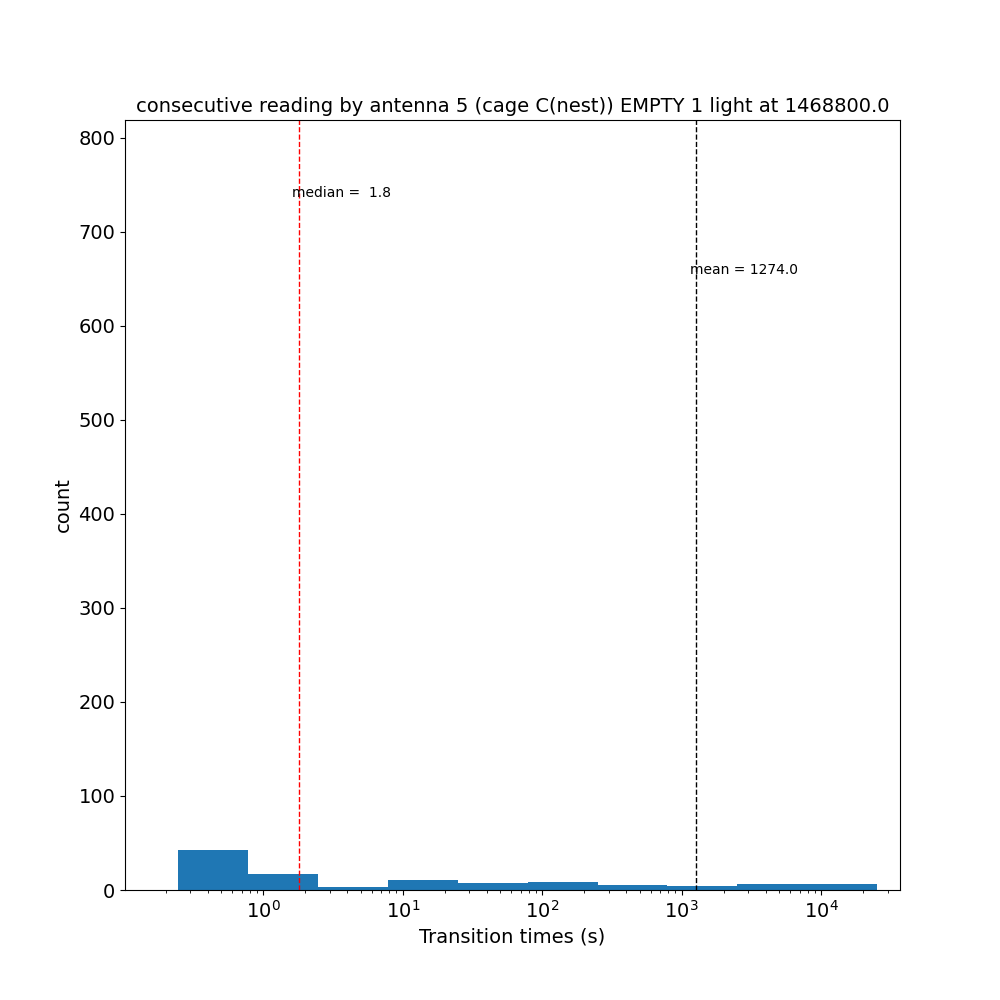 consecutive reading by antenna 5 (cage C(nest)) EMPTY 1 light at 1468800.0
800
median =  1.8
700
mean = 1274.0
600
500
400
count
300
200
100
0
10^0 10^1 10^2 10^3 10^4
Transition times (s)